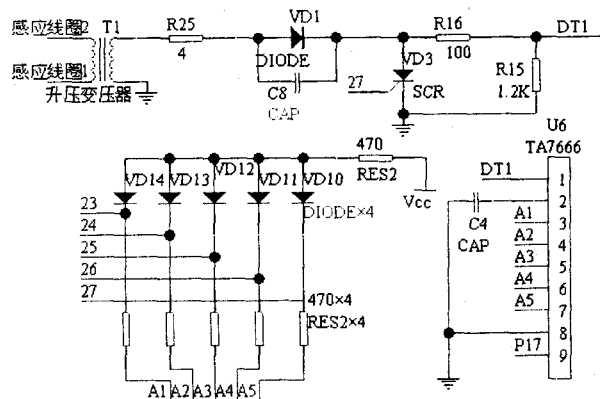 感应线圈2
T1
R25
4
感应线圈1
升压变压器
VD1
DIODE
C8
CAP
27
VD3
SCR
R16
100
DT1
R15
1.2K
VD14
VD13
VD12
VD11
VD10
DIODE×4
470
RES2
Vcc
23
24
25
26
27
470×4
RES2×4
A1
A2
A3
A4
A5
U6
TA7666
DT1
C4
CAP
A1
A2
A3
A4
A5
P17
1
2
3
4
5
6
7
8
9